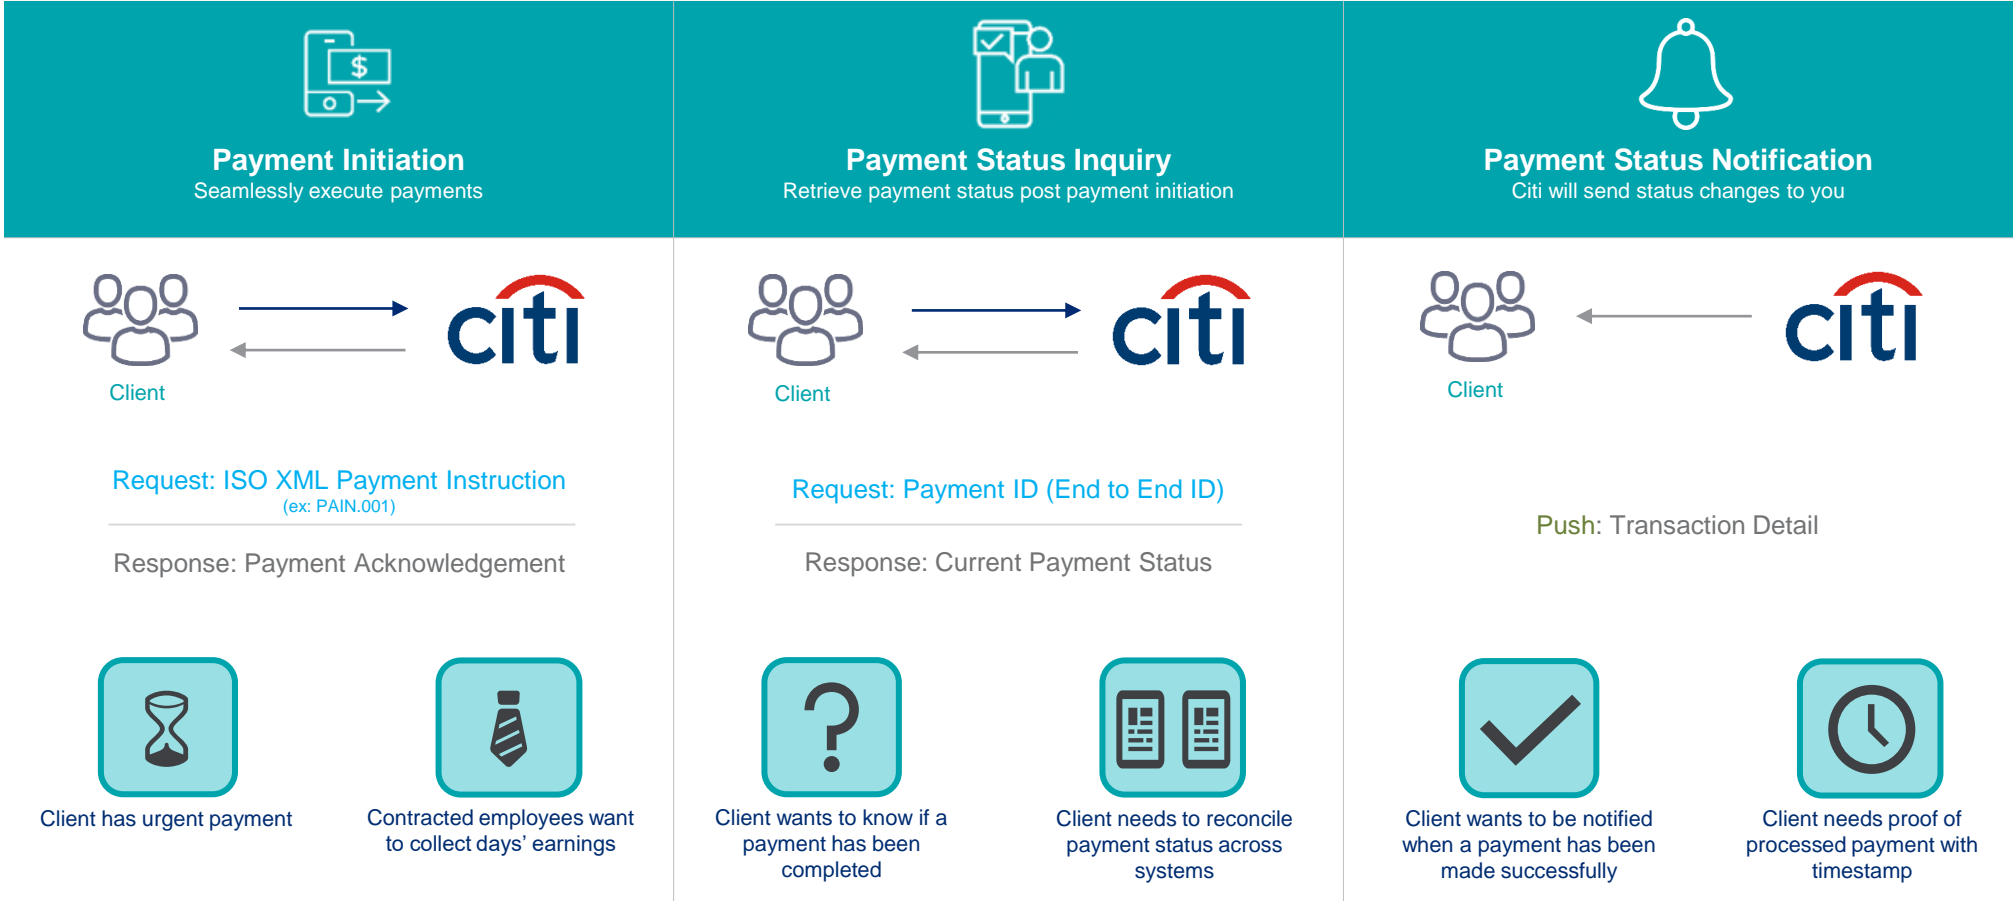 $
Payment Initiation
Seamlessly execute payments
citi
Client
Request: ISO XML Payment Instruction
(ex: PAIN.001)
Response: Payment Acknowledgement
Client has urgent payment
Contracted employees want
to collect days’ earnings
Payment Status Inquiry
Retrieve payment status post payment initiation
citi
Client
Request: Payment ID (End to End ID)
Response: Current Payment Status
Client wants to know if a
payment has been
completed
Client needs to reconcile
payment status across
systems
Payment Status Notification
Citi will send status changes to you
citi
Client
Push: Transaction Detail
Client wants to be notified
when a payment has been
made successfully
Client needs proof of
processed payment with
timestamp